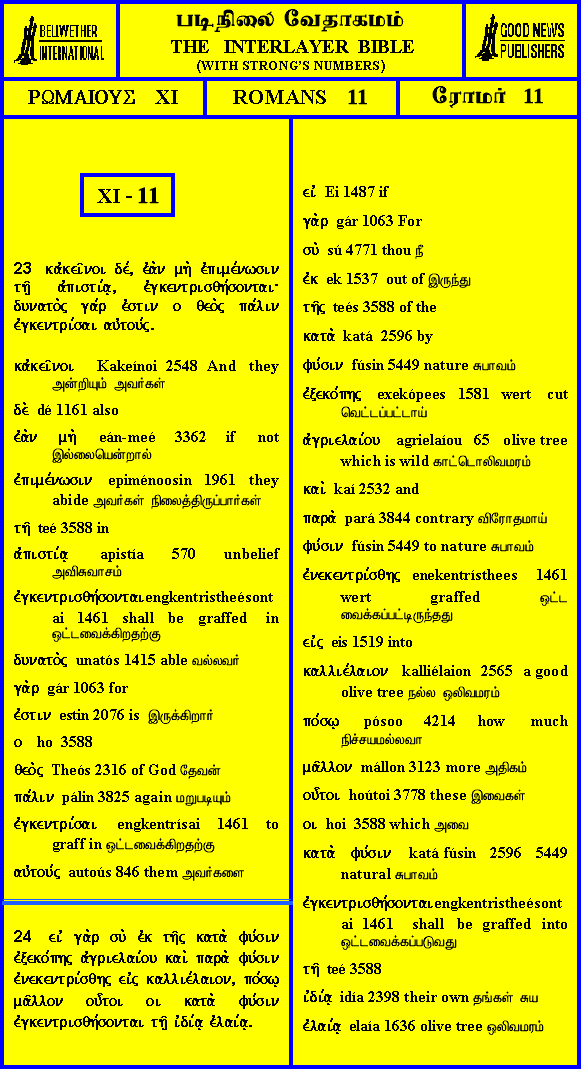 BELLWETHER
INTERNATIONAL
படிநிலை வேதாகமம்
THE INTERLAYER BIBLE
(WITH STRONG'S NUMBERS)
GOOD NEWS
PUBLISHERS
ΡΩΜΑΙΟΥΣ XI
ROMANS 11
ரோமர் 11
XI - 11
23 κἀκεῖνοι δέ, ἐὰν μὴ ἐπιμένωσιν
τῇ ἀπιστίᾳ, ἐγκεντρισθήσονται·
δυνατὸς γάρ ἐστιν ο θεὸς πάλιν
ἐγκεντρίσαι αὐτούς.
κἀκεῖνοι Kakeínoi 2548 And they
அன்றியும் அவர்கள்
δὲ dé 1161 also
ἐὰν μὴ eán-meé 3362 if not
இல்லையென்றால்
ἐπιμένωσιν epiménoosin 1961 they
abide அவர்கள் நிலைத்திருப்பார்கள்
τῇ teé 3588 in
ἀπιστίᾳ apistía 570 unbelief
அவிசுவாசம்
ἐγκεντρισθήσονται engkentristheésont
ai 1461 shall be graffed in
ஒட்டவைக்கிறதற்கு
δυνατὸς unatós 1415 able வல்லவர்
γὰρ gár 1063 for
ἐστιν estin 2076 is இருக்கிறார்
ο ho 3588
θεὸς Theós 2316 of God தேவன்
πάλιν pálin 3825 again மறுபடியும்
ἐγκεντρίσαι engkentrísai 1461 to
graff in ஒட்டவைக்கிறதற்கு
αὐτούς autoús 846 them அவர்களை
24 εἰ γὰρ σὺ ἐκ τῆς κατὰ φύσιν
ἐξεκόπης ἀγριελαίου καὶ παρὰ φύσιν
ἐνεκεντρίσθης εἰς καλλιέλαιον, πόσῳ
μᾶλλον οὗτοι οι κατὰ φύσιν
ἐγκεντρισθήσονται τῇ ἰδίᾳ ἐλαίᾳ.
εἰ Ei 1487 if
γὰρ gár 1063 For
σὺ sú 4771 thou நீ
ἐκ ek 1537 out of இருந்து
τῆς teés 3588 of the
κατὰ katá 2596 by
φύσιν fúsin 5449 nature சுபாவம்
ἐξεκόπης exekópees 1581 wert cut
வெட்டப்பட்டாய்
ἀγριελαίου agrielaíou 65 olive tree
which is wild காட்டொலிவமரம்
καὶ kaí 2532 and
παρὰ pará 3844 contrary விரோதமாய்
φύσιν fúsin 5449 to nature சுபாவம்
ἐνεκεντρίσθης enekentrísthees 1461
wert graffed ஒட்ட
வைக்கப்பட்டிருந்தது
εἰς eis 1519 into
καλλιέλαιον kalliélaion 2565 a good
olive tree நல்ல ஒலிவமரம்
πόσῳ pósoo 4214 how much
நிச்சயமல்லவா
μᾶλλον mállon 3123 more அதிகம்
οὗτοι hoútoi 3778 these இவைகள்
οι hoi 3588 which அவை
κατὰ φύσιν katá fúsin 2596 5449
natural சுபாவம்
ἐγκεντρισθήσονται engkentristheésont
ai 1461 shall be graffed into
ஒட்டவைக்கப்படுவது
τῇ teé 3588
ἰδίᾳ idía 2398 their own தங்கள் சுய
ἐλαίᾳ elaía 1636 olive tree ஒலிவமரம்